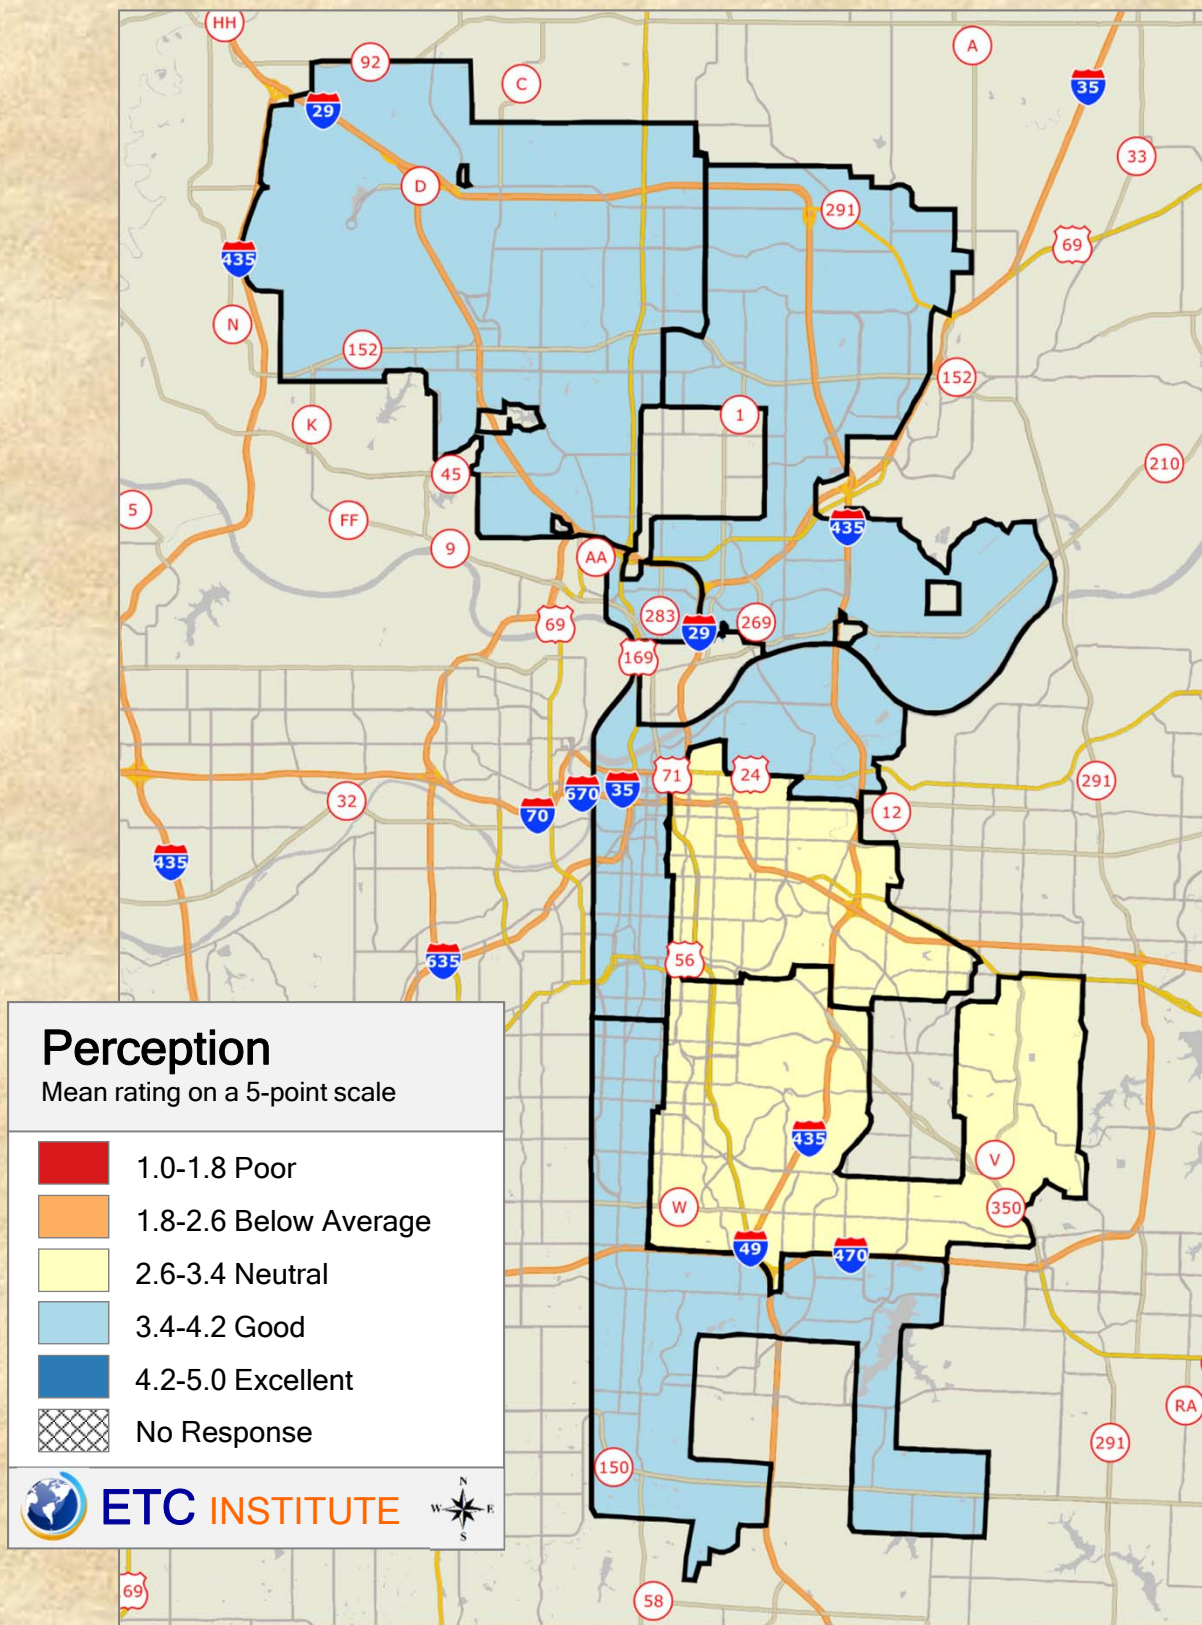 HH
92
C
A
29
35
33
D
291
69
435
N
152
152
K
1
45
210
5
FF
9
435
AA
283
269
69
29
169
71
24
291
32
670
35
70
12
435
56
635
Perception
Mean rating on a 5-point scale
1.0-1.8 Poor
1.8-2.6 Below Average
2.6-3.4 Neutral
3.4-4.2 Good
4.2-5.0 Excellent
No Response
ETC INSTITUTE
N
W E
S
435
V
W
350
49
470
RA
291
150
69
58